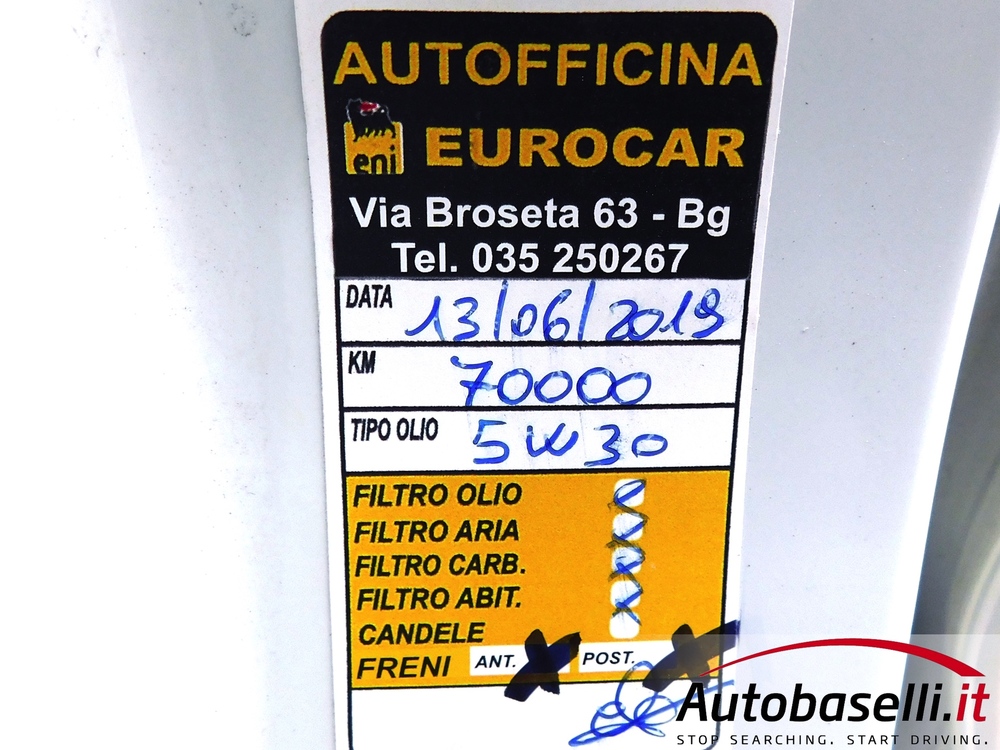 AUTOFFICINA
eni EUROCAR
Via Broseta 63 - Bg
Tel. 035 250267
DATA 13/06/2019
KM 70000
TIPO OLIO 5W30
FILTRO OLIO
FILTRO ARIA
FILTRO CARB.
FILTRO ABIT.
CANDELE
FRENI ANT. POST.
Autobaselli.it
STOP SEARCHING. START DRIVING.